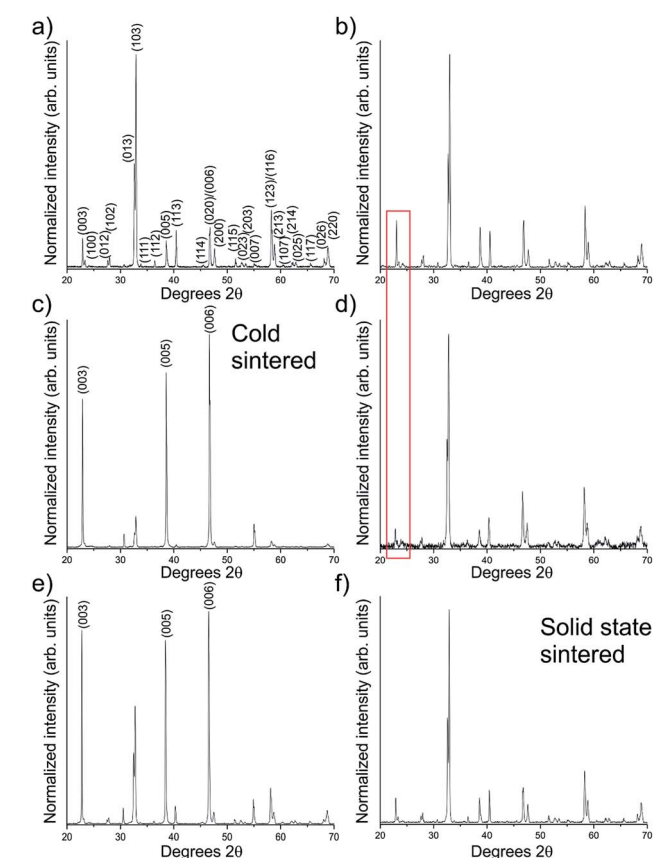 a)
Normalized intensity (arb. units)
(003)
(100)
(012)
(102)
(013)
(103)
(111)
(112)
(005)
(113)
(114)
(020)/(006)
(200)
(115)
(023)
(203)
(007)
(123)/(116)
(213)
(107)
(214)
(025)
(117)
(026)
(220)
20 30 40 50 60 70
Degrees 2θ
b)
Normalized intensity (arb. units)
20 30 40 50 60 70
Degrees 2θ
c)
Normalized intensity (arb. units)
(003)
(005)
(006)
Cold
sintered
20 30 40 50 60 70
Degrees 2θ
d)
Normalized intensity (arb. units)
20 30 40 50 60 70
Degrees 2θ
e)
Normalized intensity (arb. units)
(003)
(005)
(006)
20 30 40 50 60 70
Degrees 2θ
f)
Normalized intensity (arb. units)
Solid state
sintered
20 30 40 50 60 70
Degrees 2θ